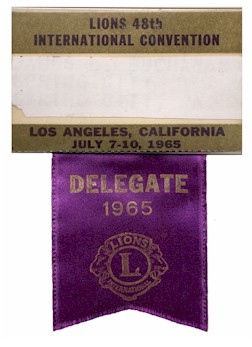 LIONS 48th
INTERNATIONAL CONVENTION
LOS ANGELES, CALIFORNIA
JULY 7-10, 1965
DELEGATE
1965
LIONS
L
INTERNATIONAL